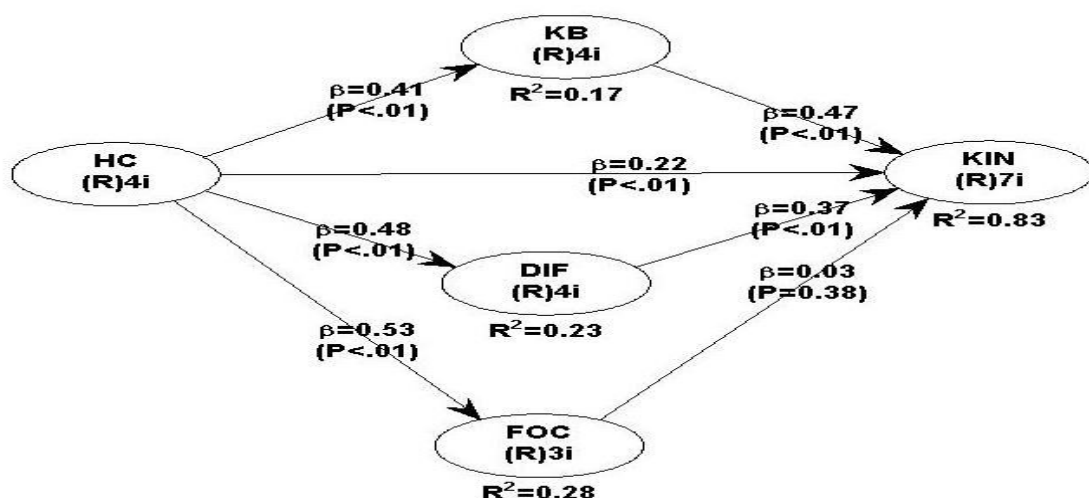 KB
(R)4i
R²=0.17
β=0.41
(P<.01)
β=0.47
(P<.01)
HC
(R)4i
β=0.22
(P<.01)
KIN
(R)7i
R²=0.83
β=0.48
(P<.01)
β=0.37
(P<.01)
DIF
(R)4i
R²=0.23
β=0.03
(P=0.38)
β=0.53
(P<.01)
FOC
(R)3i
R²=0.28